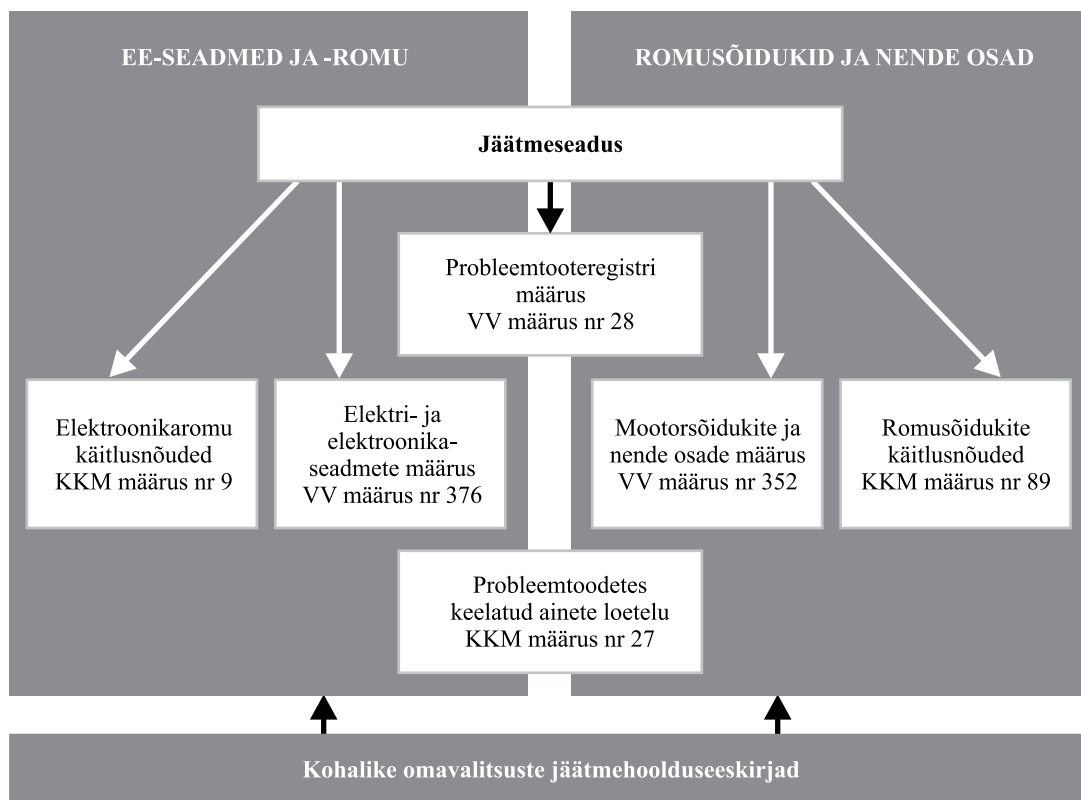 EE-SEADMED JA -ROMU
ROMUSÕIDUKID JA NENDE OSAD
Jäätmeseadus
Probleemtooteregistri
määrus
VV määrus nr 28
Elektroonikaromu
käitlusnõuded
KKM määrus nr 9
Elektri- ja
elektroonika-
seadmete määrus
VV määrus nr 376
Mootorsõidukite ja
nende osade määrus
VV määrus nr 352
Romusõidukite
käitlusnõuded
KKM määrus nr 89
Probleemtoodetes
keelatud ainete loetelu
KKM määrus nr 27
Kohalike omavalitsuste jäätmehoolduseeskirjad